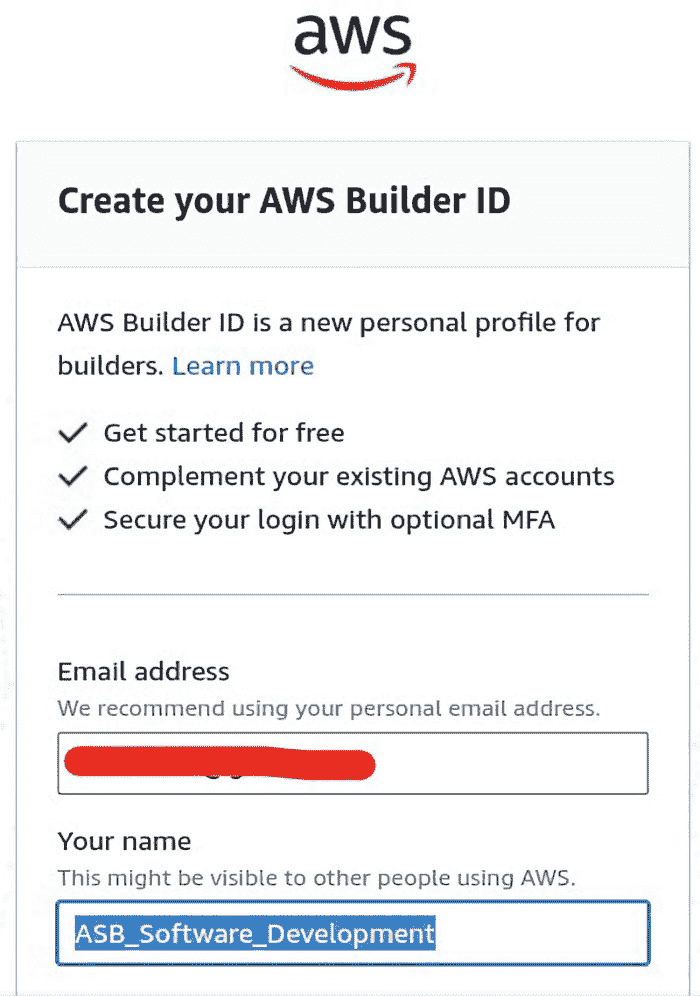 aws
Create your AWS Builder ID
AWS Builder ID is a new personal profile for
builders. Learn more
Get started for free
Complement your existing AWS accounts
Secure your login with optional MFA
Email address
We recommend using your personal email address.
Your name
This might be visible to other people using AWS.
ASB_Software_Development